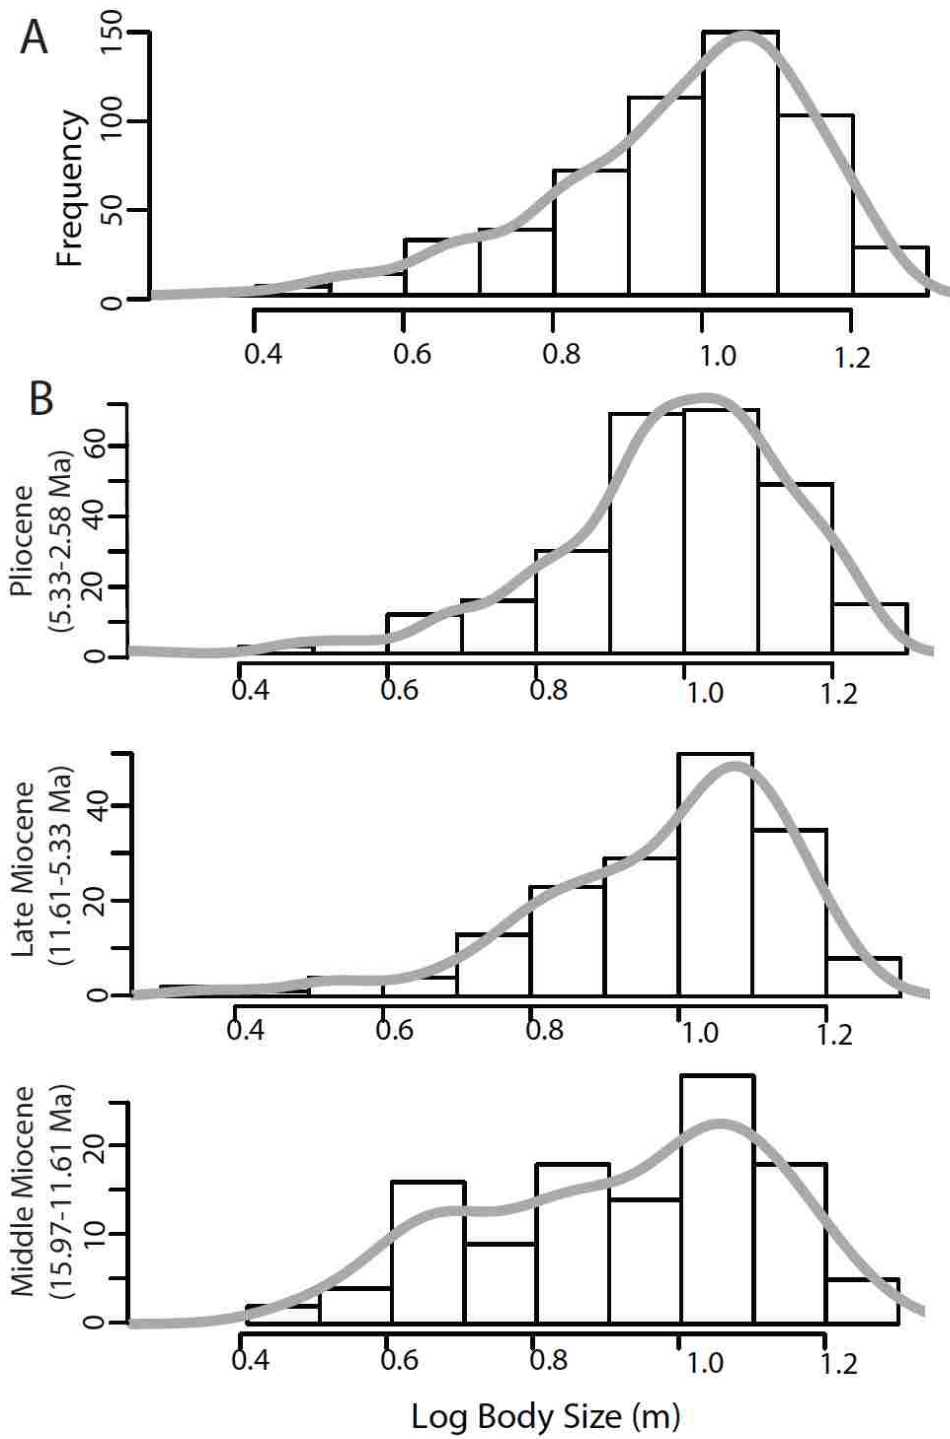 A
Frequency
150
100
50
0
0.4 0.6 0.8 1.0 1.2
B
Pliocene
(5.33-2.58 Ma)
60
40
20
0
0.4 0.6 0.8 1.0 1.2
Late Miocene
(11.61-5.33 Ma)
40
20
0
0.4 0.6 0.8 1.0 1.2
Middle Miocene
(15.97-11.61 Ma)
20
10
0
0.4 0.6 0.8 1.0 1.2
Log Body Size (m)